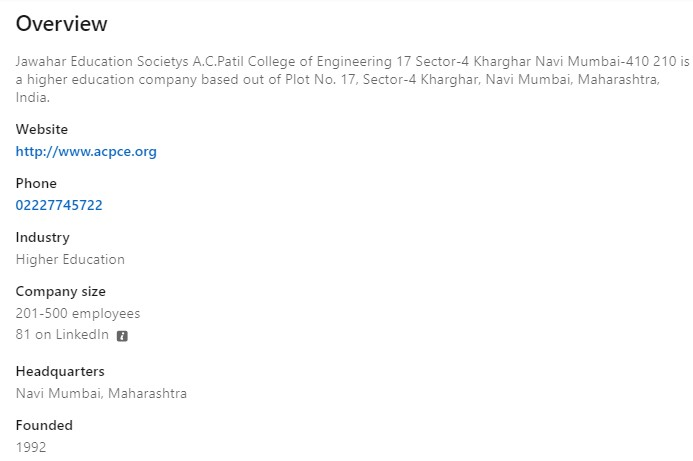 Overview
Jawahar Education Societys A.C.Patil College of Engineering 17 Sector-4 Kharghar Navi Mumbai-410 210 is
a higher education company based out of Plot No. 17, Sector-4 Kharghar, Navi Mumbai, Maharashtra,
India.
Website
http://www.acpce.org
Phone
02227745722
Industry
Higher Education
Company size
201-500 employees
81 on LinkedIn
Headquarters
Navi Mumbai, Maharashtra
Founded
1992